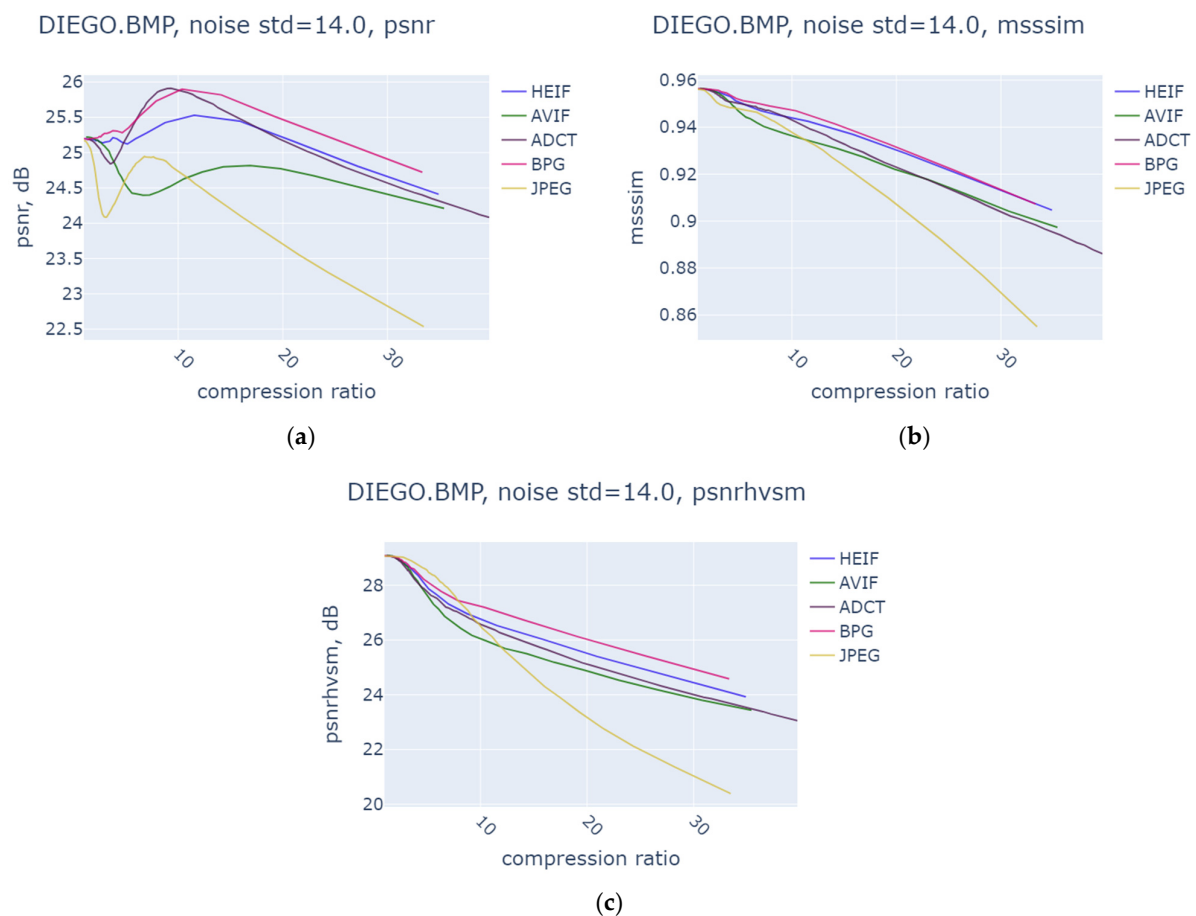 DIEGO.BMP, noise std=14.0, psnr
26
25.5
25
24.5
24
23.5
23
22.5
psnr, dB
10
20
30
compression ratio
HEIF
AVIF
ADCT
BPG
JPEG
(a)
DIEGO.BMP, noise std=14.0, msssim
0.96
0.94
0.92
0.9
0.88
0.86
msssim
10
20
30
compression ratio
HEIF
AVIF
ADCT
BPG
JPEG
(b)
DIEGO.BMP, noise std=14.0, psnrhvsm
28
26
24
22
20
psnrhvsm, dB
10
20
30
compression ratio
HEIF
AVIF
ADCT
BPG
JPEG
(c)